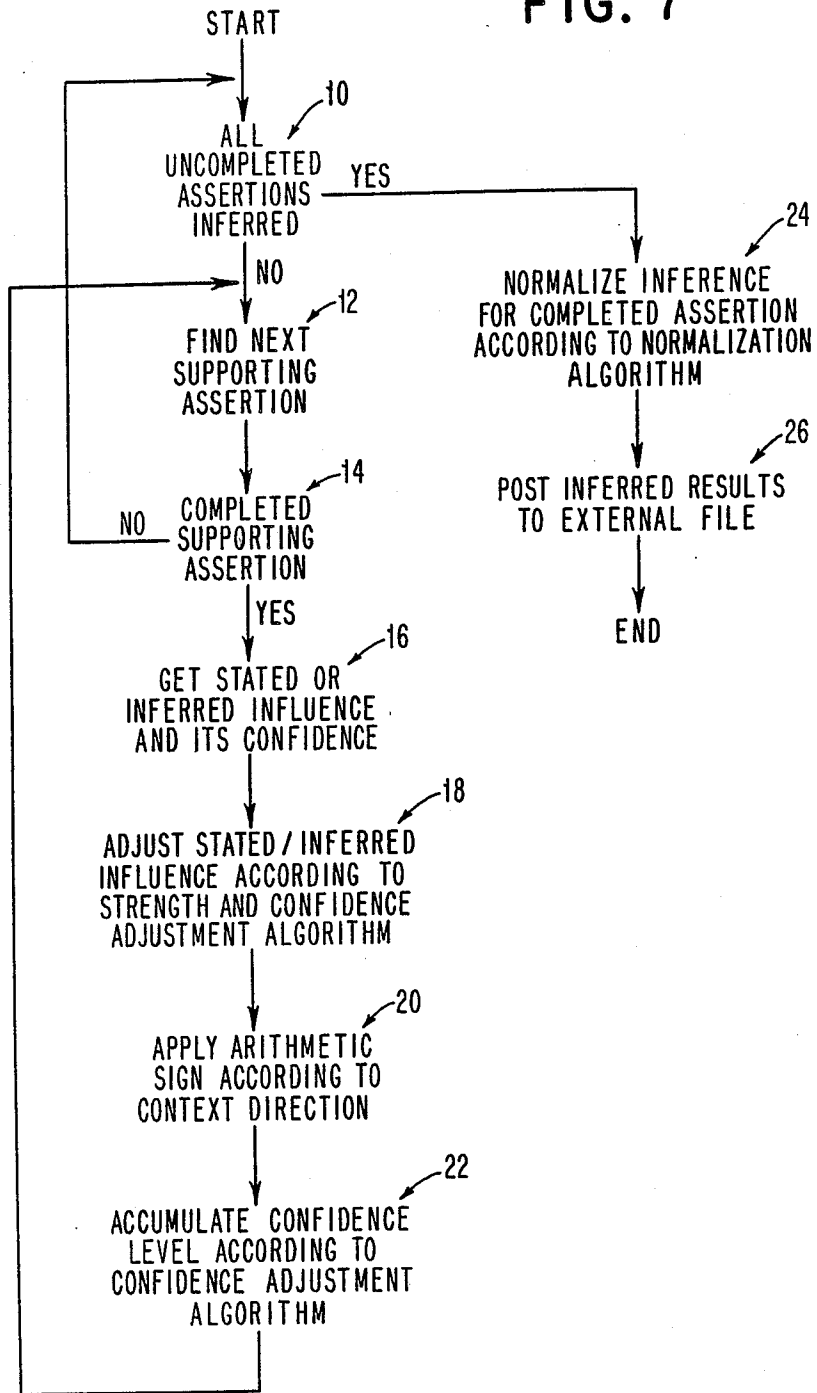 FIG. 7
START
10
ALL
UNCOMPLETED
ASSERTIONS
INFERRED
YES
NO
12
FIND NEXT
SUPPORTING
ASSERTION
14
COMPLETED
SUPPORTING
ASSERTION
NO
YES
16
GET STATED OR
INFERRED INFLUENCE
AND ITS CONFIDENCE
18
ADJUST STATED / INFERRED
INFLUENCE ACCORDING TO
STRENGTH AND CONFIDENCE
ADJUSTMENT ALGORITHM
20
APPLY ARITHMETIC
SIGN ACCORDING TO
CONTEXT DIRECTION
22
ACCUMULATE CONFIDENCE
LEVEL ACCORDING TO
CONFIDENCE ADJUSTMENT
ALGORITHM
24
NORMALIZE INFERENCE
FOR COMPLETED ASSERTION
ACCORDING TO NORMALIZATION
ALGORITHM
26
POST INFERRED RESULTS
TO EXTERNAL FILE
END